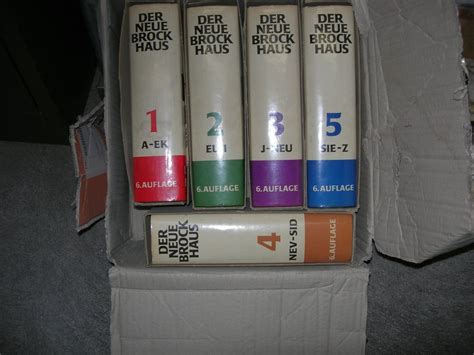 DER
NEUE
BROCK
HAUS
1
A-EK
6. AUFLAGE
DER
NEUE
BROCK
HAUS
2
EL-I
6. AUFLAGE
DER
NEUE
BROCK
HAUS
3
J-NEU
6. AUFLAGE
DER
NEUE
BROCK
HAUS
5
SIE-Z
6. AUFLAGE
DER
NEUE
BROCK
HAUS
4
NEV-SID
6. AUFLAGE